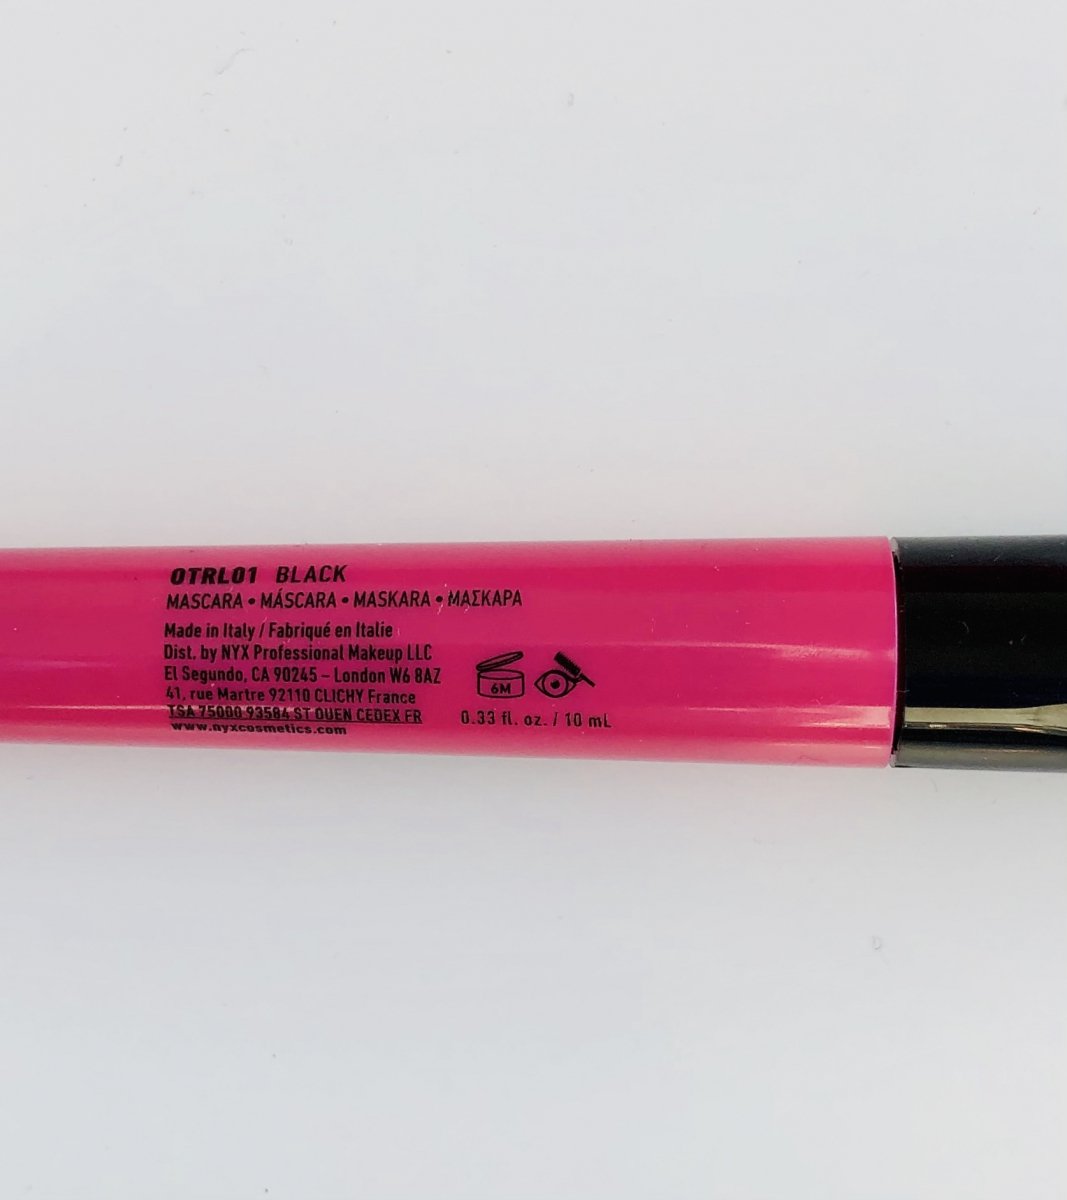 OTRL01 BLACK
MASCARA • MÁSCARA • MASKARA • ΜΑΣΚΑΡΑ
Made in Italy / Fabriqué en Italie
Dist. by NYX Professional Makeup LLC
El Segundo, CA 90245 – London W6 8AZ
41, rue Martre 92110 CLICHY France
TSA 75000 93584 ST OUEN CEDEX FR
www.nyxcosmetics.com
6M
0.33 fl. oz. / 10 mL